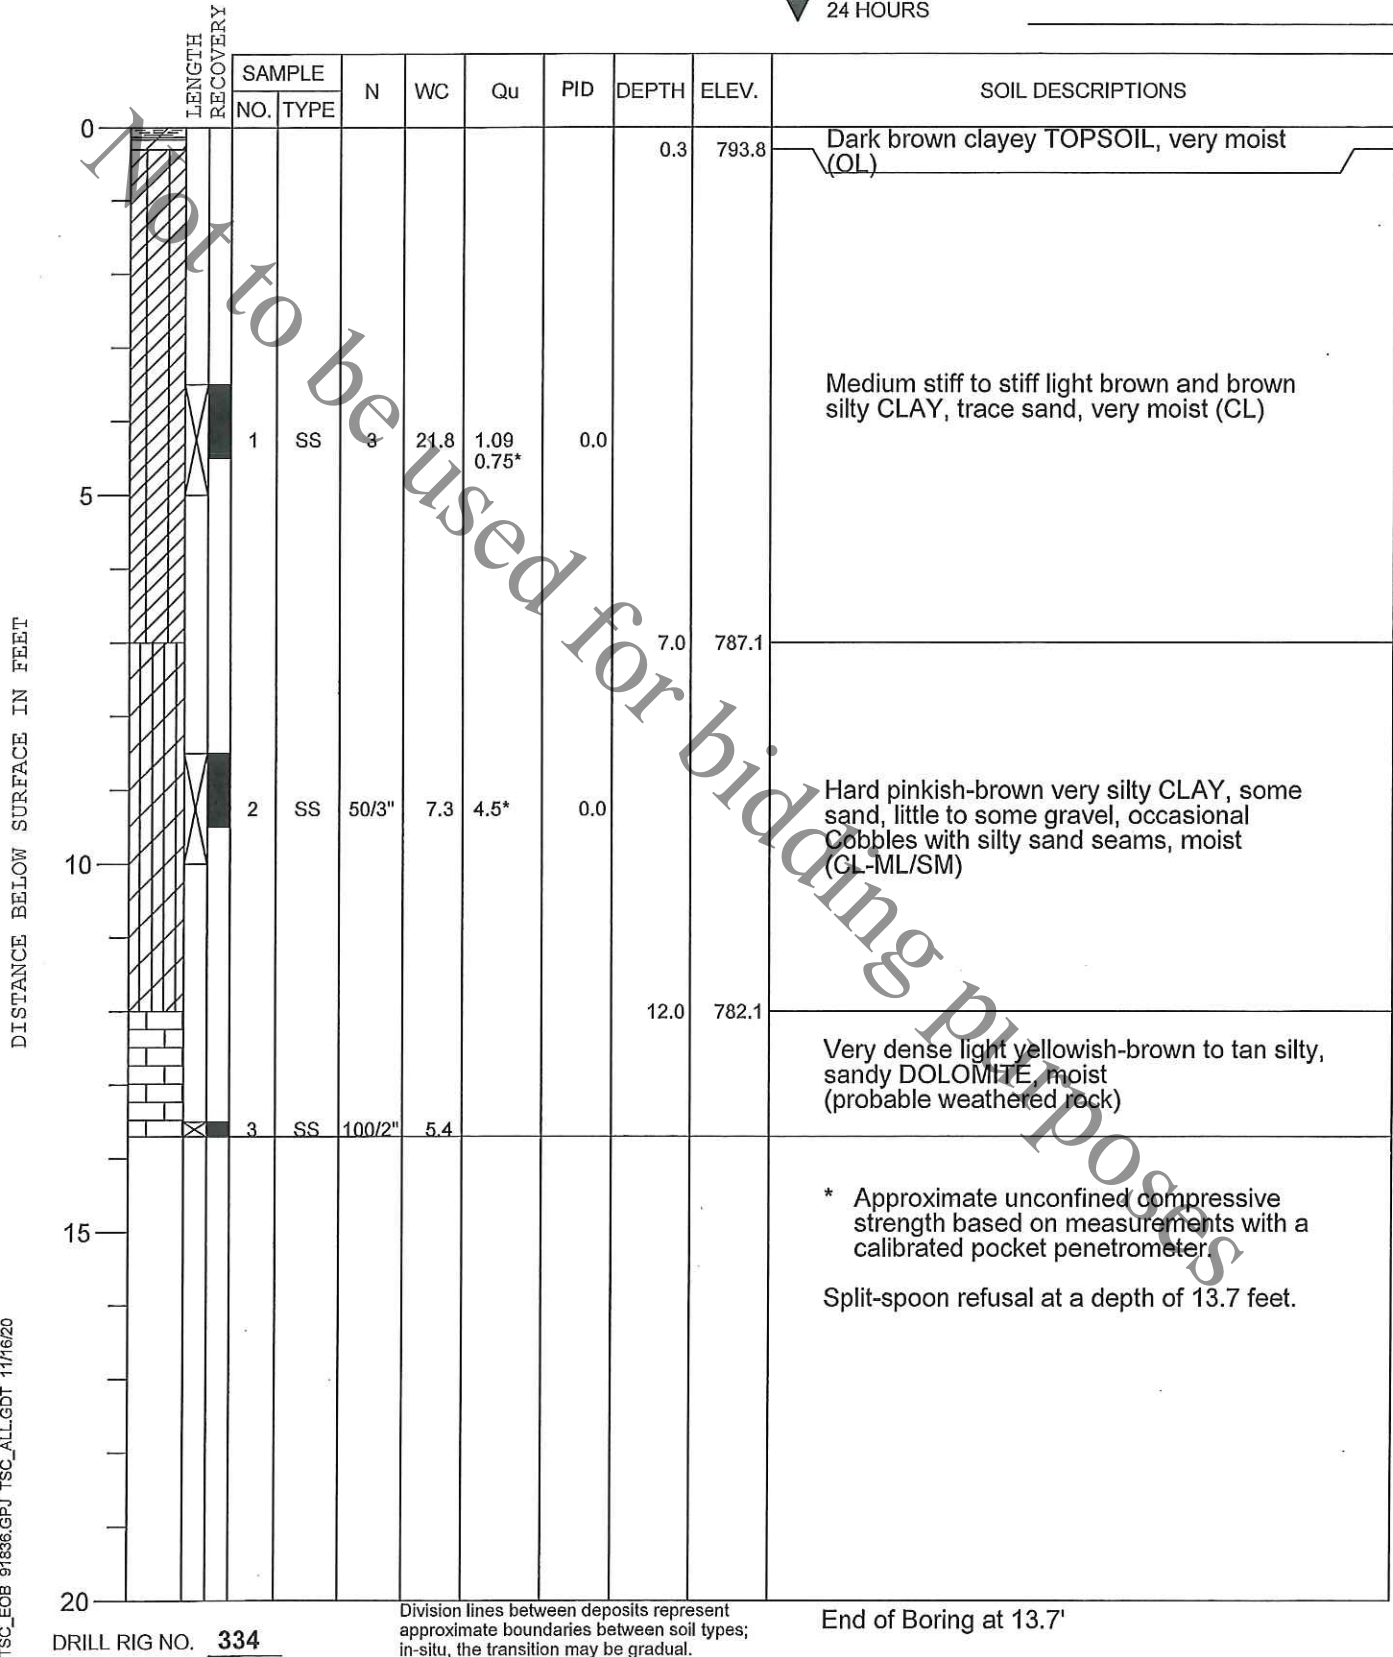 24 HOURS
LENGTH
RECOVERY
SAMPLE
NO. TYPE N WC Qu PID DEPTH ELEV. SOIL DESCRIPTIONS
0
0.3 793.8 Dark brown clayey TOPSOIL, very moist
(OL)
Medium stiff to stiff light brown and brown
silty CLAY, trace sand, very moist (CL)
1 SS 3 21.8 1.09 0.0
0.75*
5
7.0 787.1
Hard pinkish-brown very silty CLAY, some
sand, little to some gravel, occasional
Cobbles with silty sand seams, moist
(CL-ML/SM)
2 SS 50/3" 7.3 4.5* 0.0
10
12.0 782.1
Very dense light yellowish-brown to tan silty,
sandy DOLOMITE, moist
(probable weathered rock)
3 SS 100/2" 5.4
* Approximate unconfined compressive
strength based on measurements with a
calibrated pocket penetrometer.
15
Split-spoon refusal at a depth of 13.7 feet.
20
DISTANCE BELOW SURFACE IN FEET
TSC_EOB 91836.GPJ TSC_ALL.GDT 11/16/20
Not to be used for bidding purposes
DRILL RIG NO. 334
Division lines between deposits represent
approximate boundaries between soil types;
in-situ, the transition may be gradual.
End of Boring at 13.7'